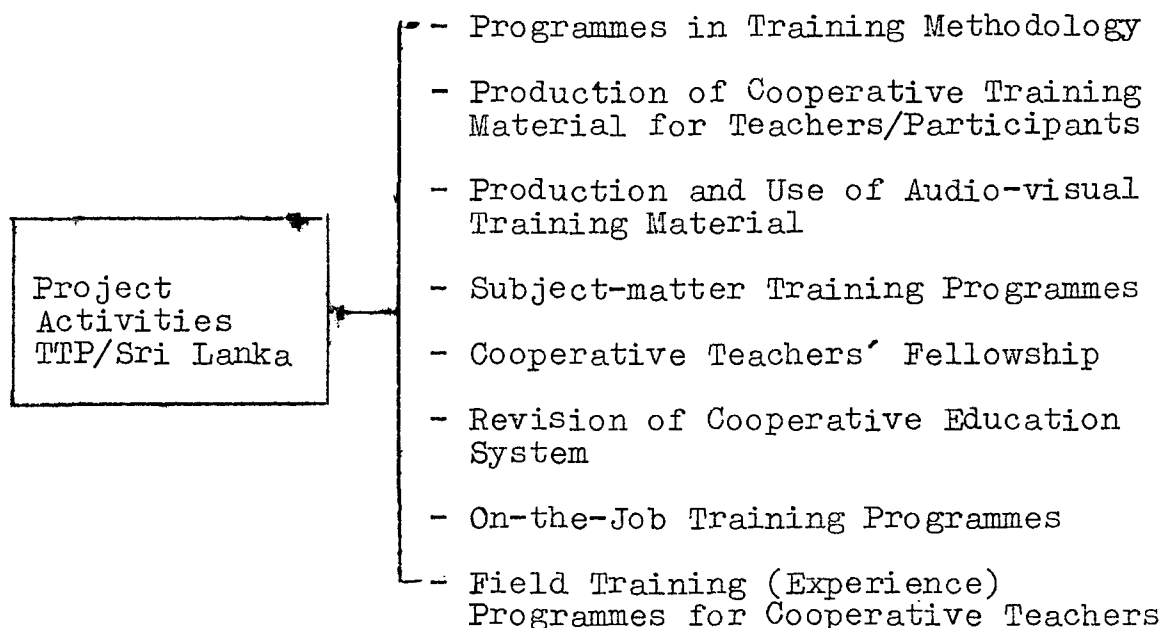 Project
Activities
TTP/Sri Lanka
- Programmes in Training Methodology
- Production of Cooperative Training
Material for Teachers/Participants
- Production and Use of Audio-visual
Training Material
- Subject-matter Training Programmes
- Cooperative Teachers' Fellowship
- Revision of Cooperative Education
System
- On-the-Job Training Programmes
- Field Training (Experience)
Programmes for Cooperative Teachers